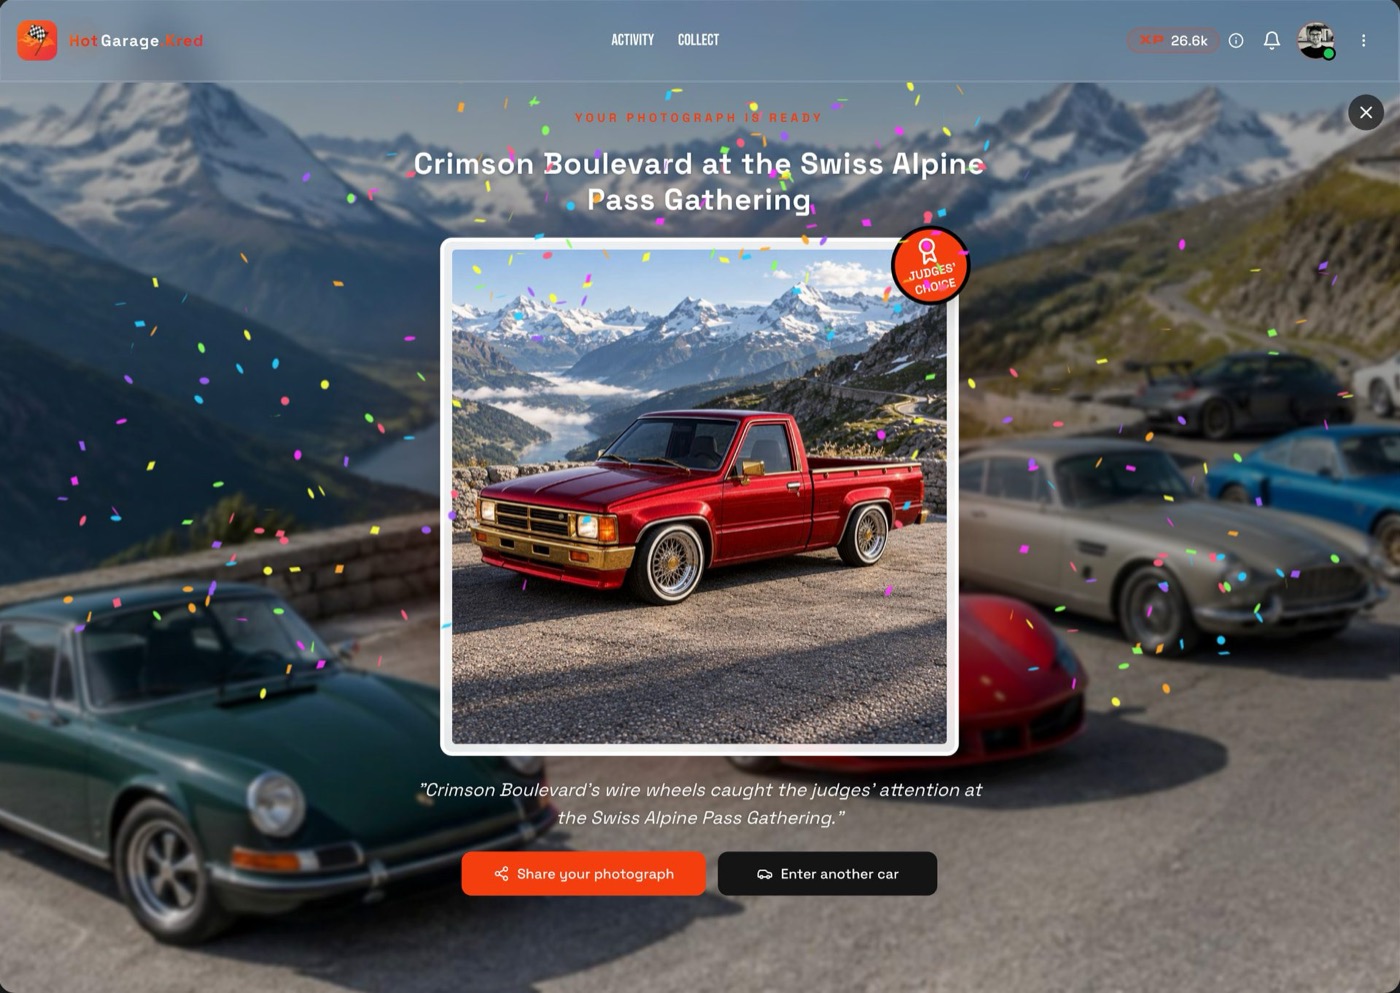 HotGarage.Kred
ACTIVITY
COLLECT
XP 26.6k
YOUR PHOTOGRAPH IS READY
Crimson Boulevard at the Swiss Alpine
Pass Gathering
JUDGES'
CHOICE
"Crimson Boulevard's wire wheels caught the judges' attention at
the Swiss Alpine Pass Gathering."
Share your photograph
Enter another car